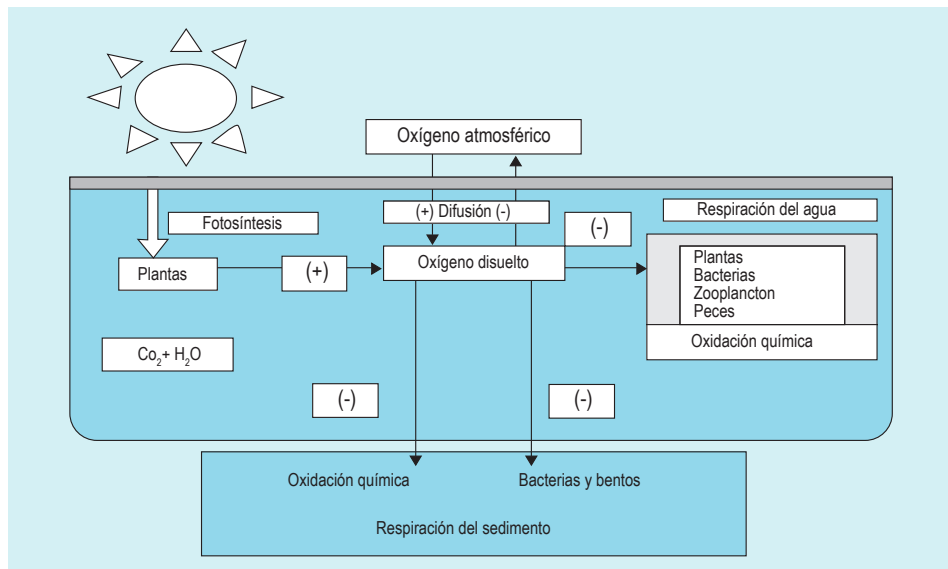 Oxígeno atmosférico
(+) Difusión (-)
Respiración del agua
Fotosíntesis
(-)
Plantas
(+)
Oxígeno disuelto
Plantas
Bacterias
Zooplancton
Peces
Oxidación química
Co₂+ H₂O
(-)
(-)
Oxidación química
Bacterias y bentos
Respiración del sedimento